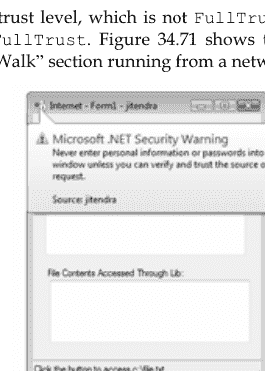 trust level, which is not FullTru
FullTrust. Figure 34.71 shows t
Walk” section running from a netw
Internet - Form1 - jitendra
Microsoft .NET Security Warning
Never enter personal information or passwords into
window unless you can verify and trust the source o
request.
Source: jitendra
File Contents Accessed Through Lib:
Click the button to access c:\file.txt